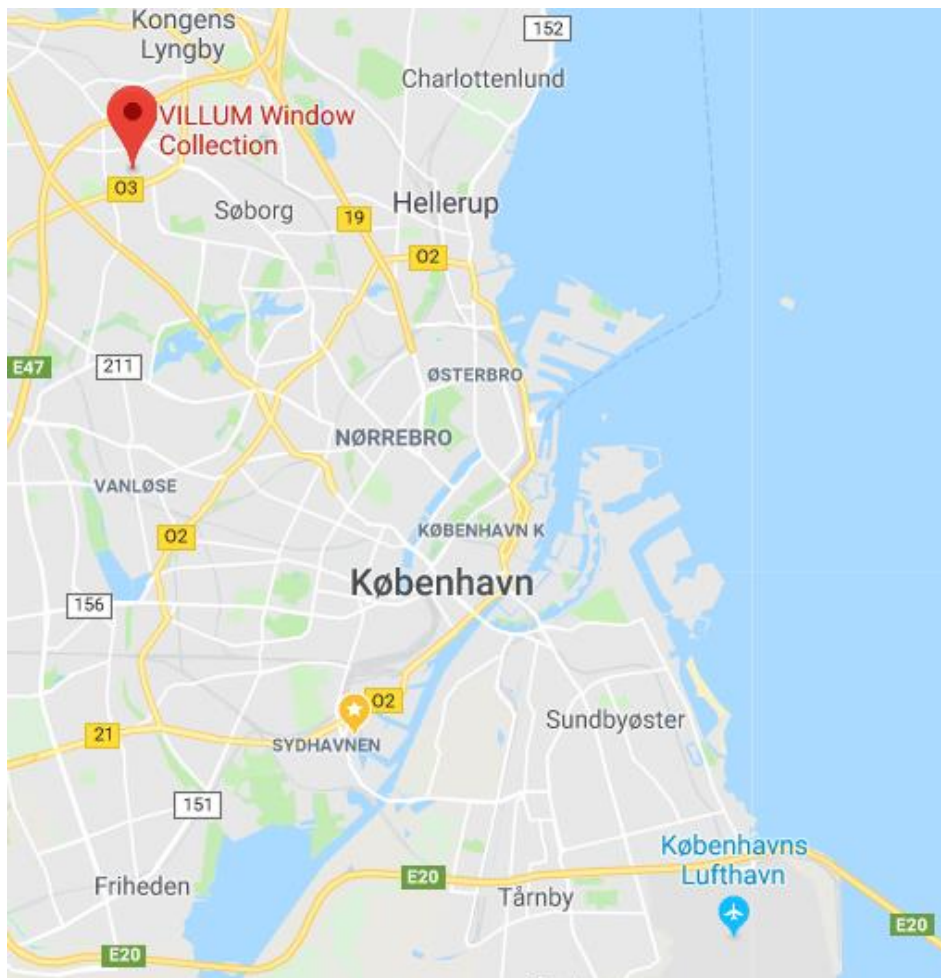 Kongens
Lyngby
152
Charlottenlund
VILLUM Window
Collection
O3
Søborg
Hellerup
19
O2
E47
211
ØSTERBRO
NØRREBRO
VANLØSE
O2
KØBENHAVN K
København
156
O2
21
SYDHAVNEN
Sundbyøster
151
Københavns
Lufthavn
Friheden
E20
Tårnby
E20
E20